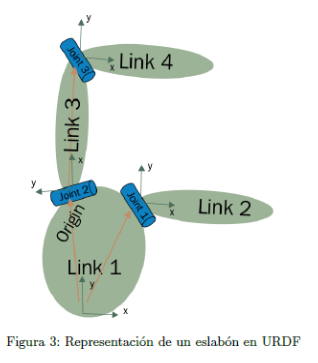 y
Joint 3
x
Link 4
Link 3
x
y
y
Joint 2
Joint 1
x
Link 2
Origin
Link 1
y
x
Figura 3: Representación de un eslabón en URDF